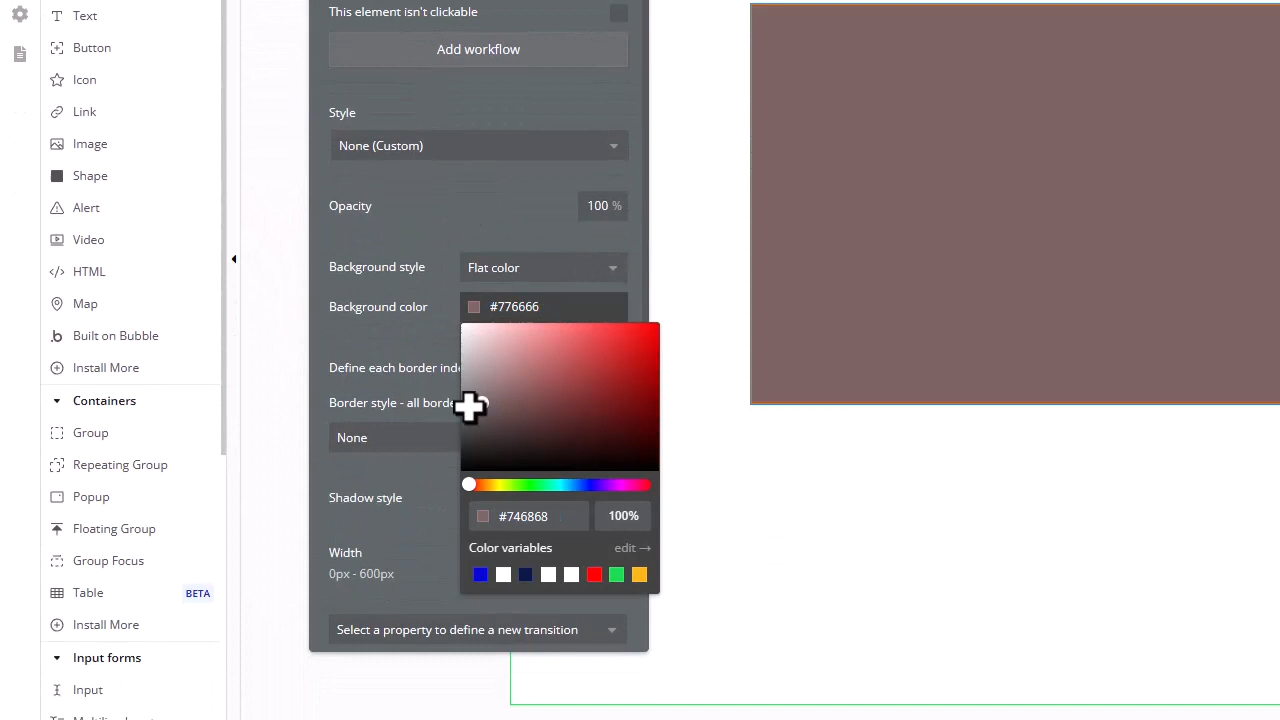 Text
Button
Icon
Link
Image
Shape
Alert
Video
HTML
Map
Built on Bubble
Install More
Containers
Group
Repeating Group
Popup
Floating Group
Group Focus
Table BETA
Install More
Input forms
Input
This element isn't clickable
Add workflow
Style
None (Custom)
Opacity 100 %
Background style Flat color
Background color #776666
Define each border inde
Border style - all borde
None
Shadow style
Width
0px - 600px
Select a property to define a new transition
#746868 100%
Color variables edit →